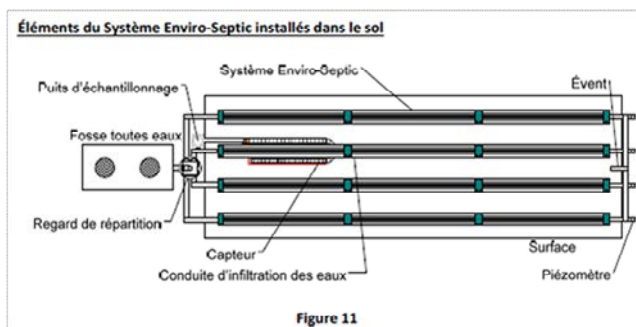 Éléments du Système Enviro-Septic installés dans le sol
Système Enviro-Septic
Puits d'échantillonnage
Évent
Fosse toutes eaux
Regard de répartition
Capteur
Surface
Conduite d'infiltration des eaux
Piézomètre
Figure 11